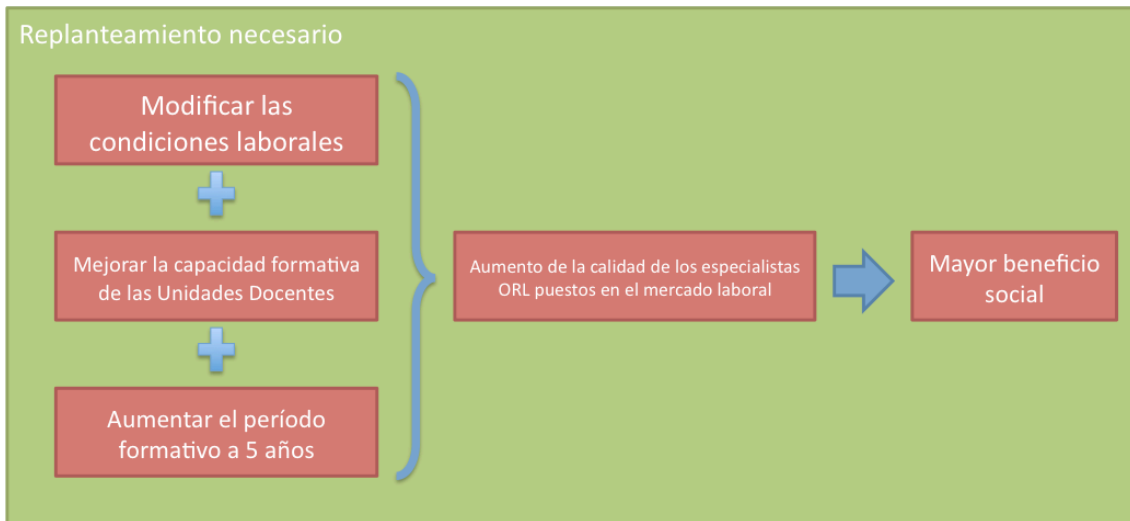 Replanteamiento necesario
Modificar las
condiciones laborales
Mejorar la capacidad formativa
de las Unidades Docentes
Aumentar el período
formativo a 5 años
Aumento de la calidad de los especialistas
ORL puestos en el mercado laboral
Mayor beneficio
social